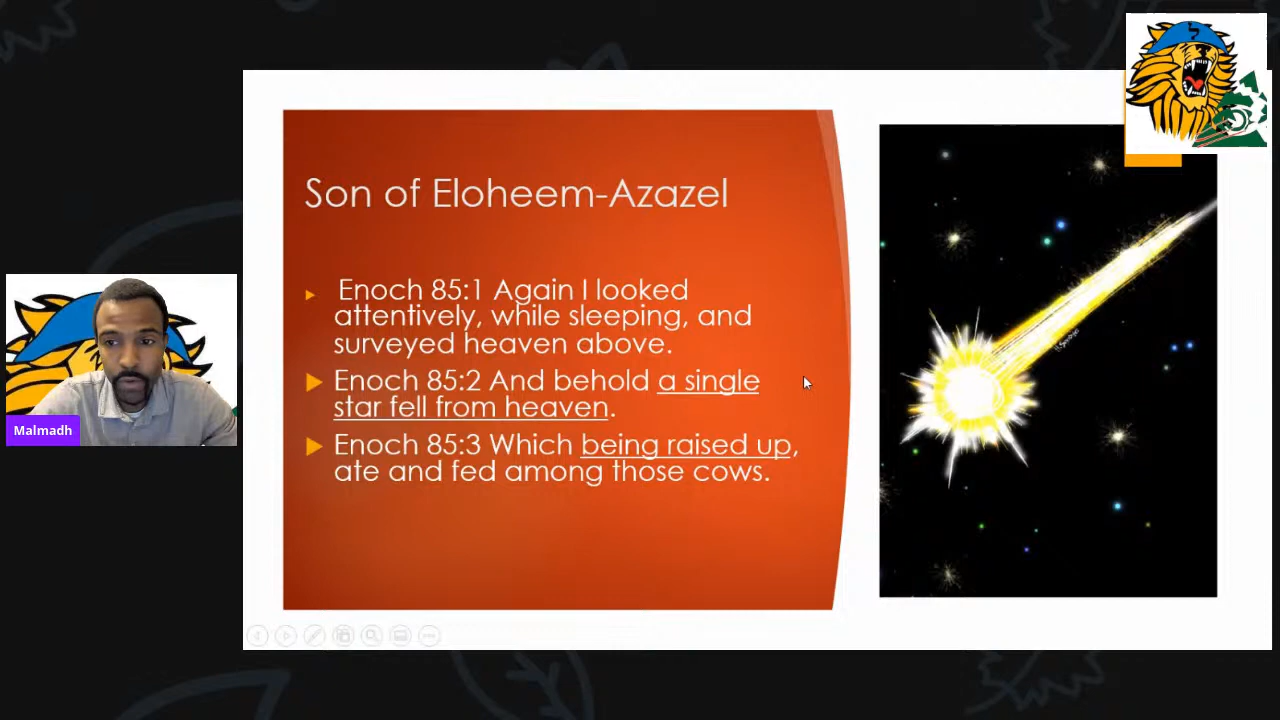 Son of Eloheem-Azazel
Enoch 85:1 Again I looked
attentively, while sleeping, and
surveyed heaven above.
Enoch 85:2 And behold a single
star fell from heaven.
Enoch 85:3 Which being raised up,
ate and fed among those cows.
Malmadh